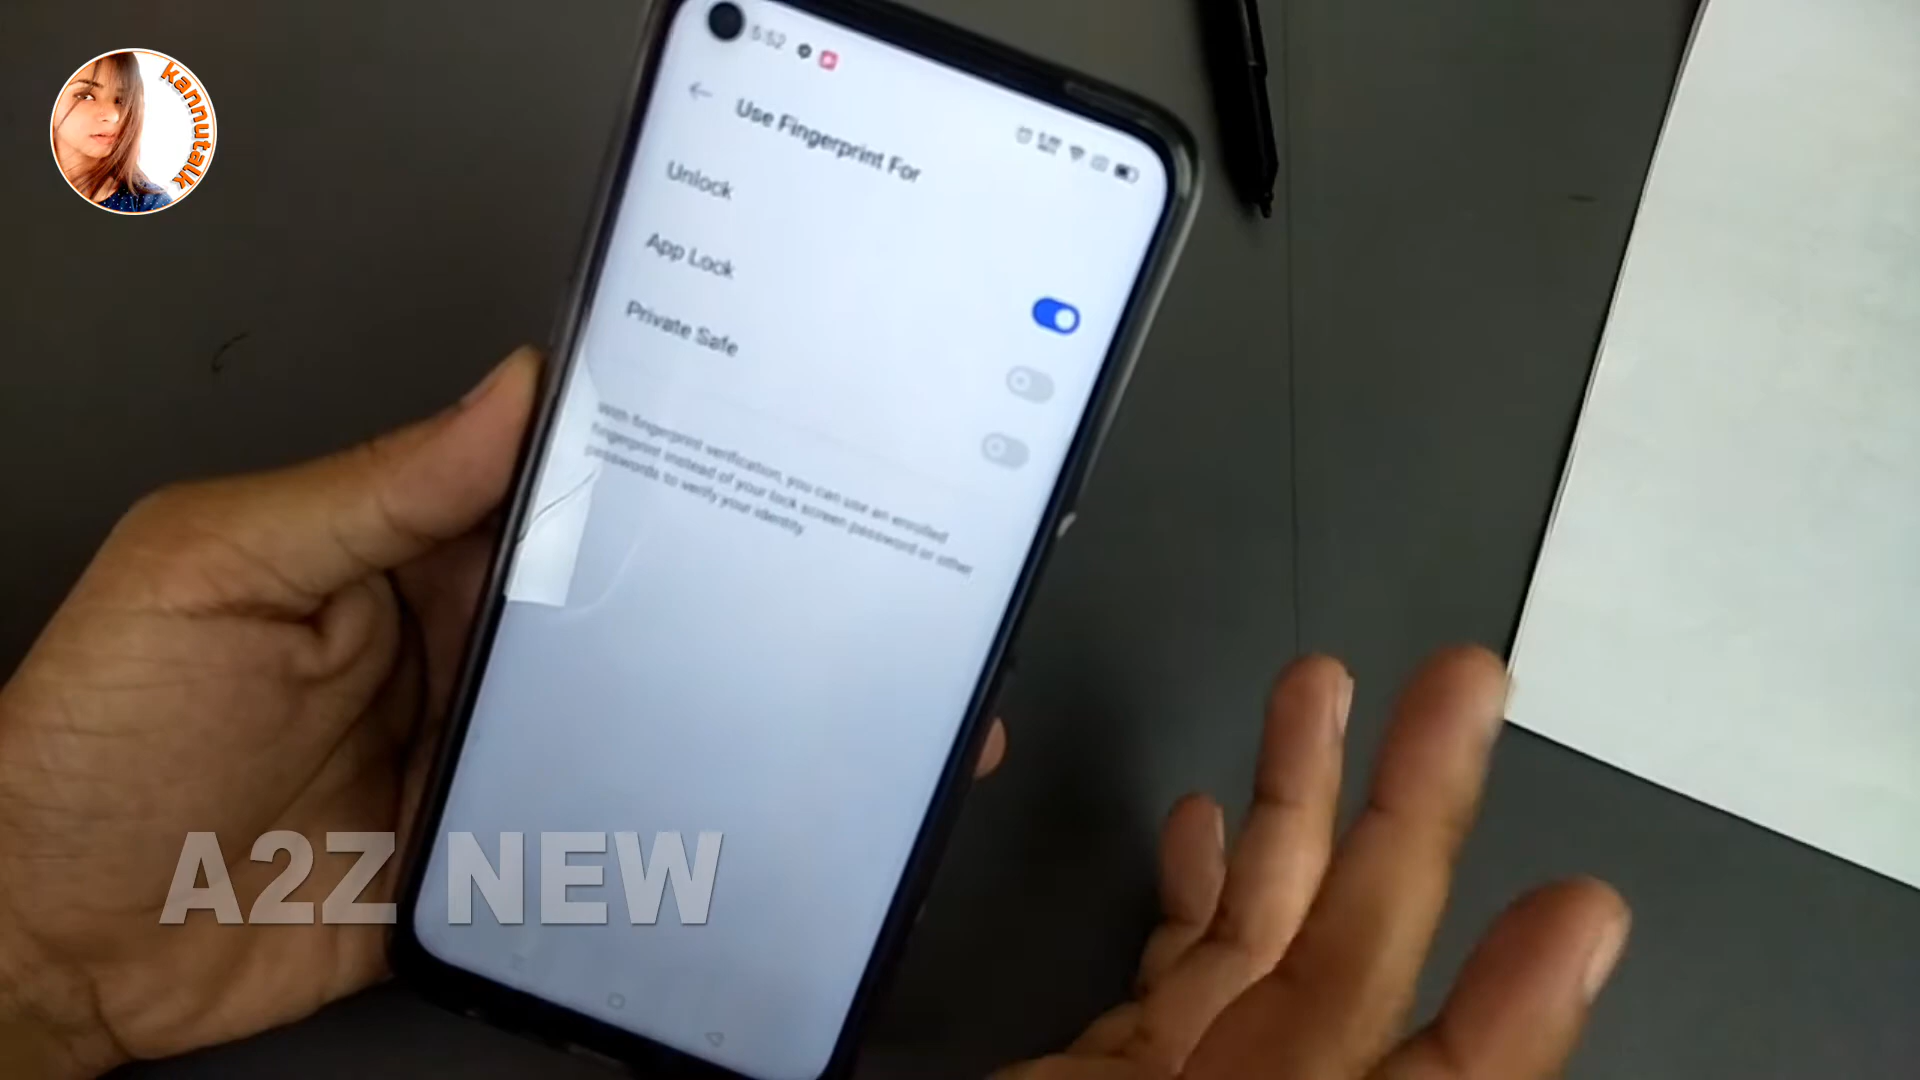 kannutalk
5:52
Use Fingerprint For
Unlock
App Lock
Private Safe
With fingerprint verification, you can use an enrolled
fingerprint instead of your lock screen password or other
passwords to verify your identity.
A2Z NEW